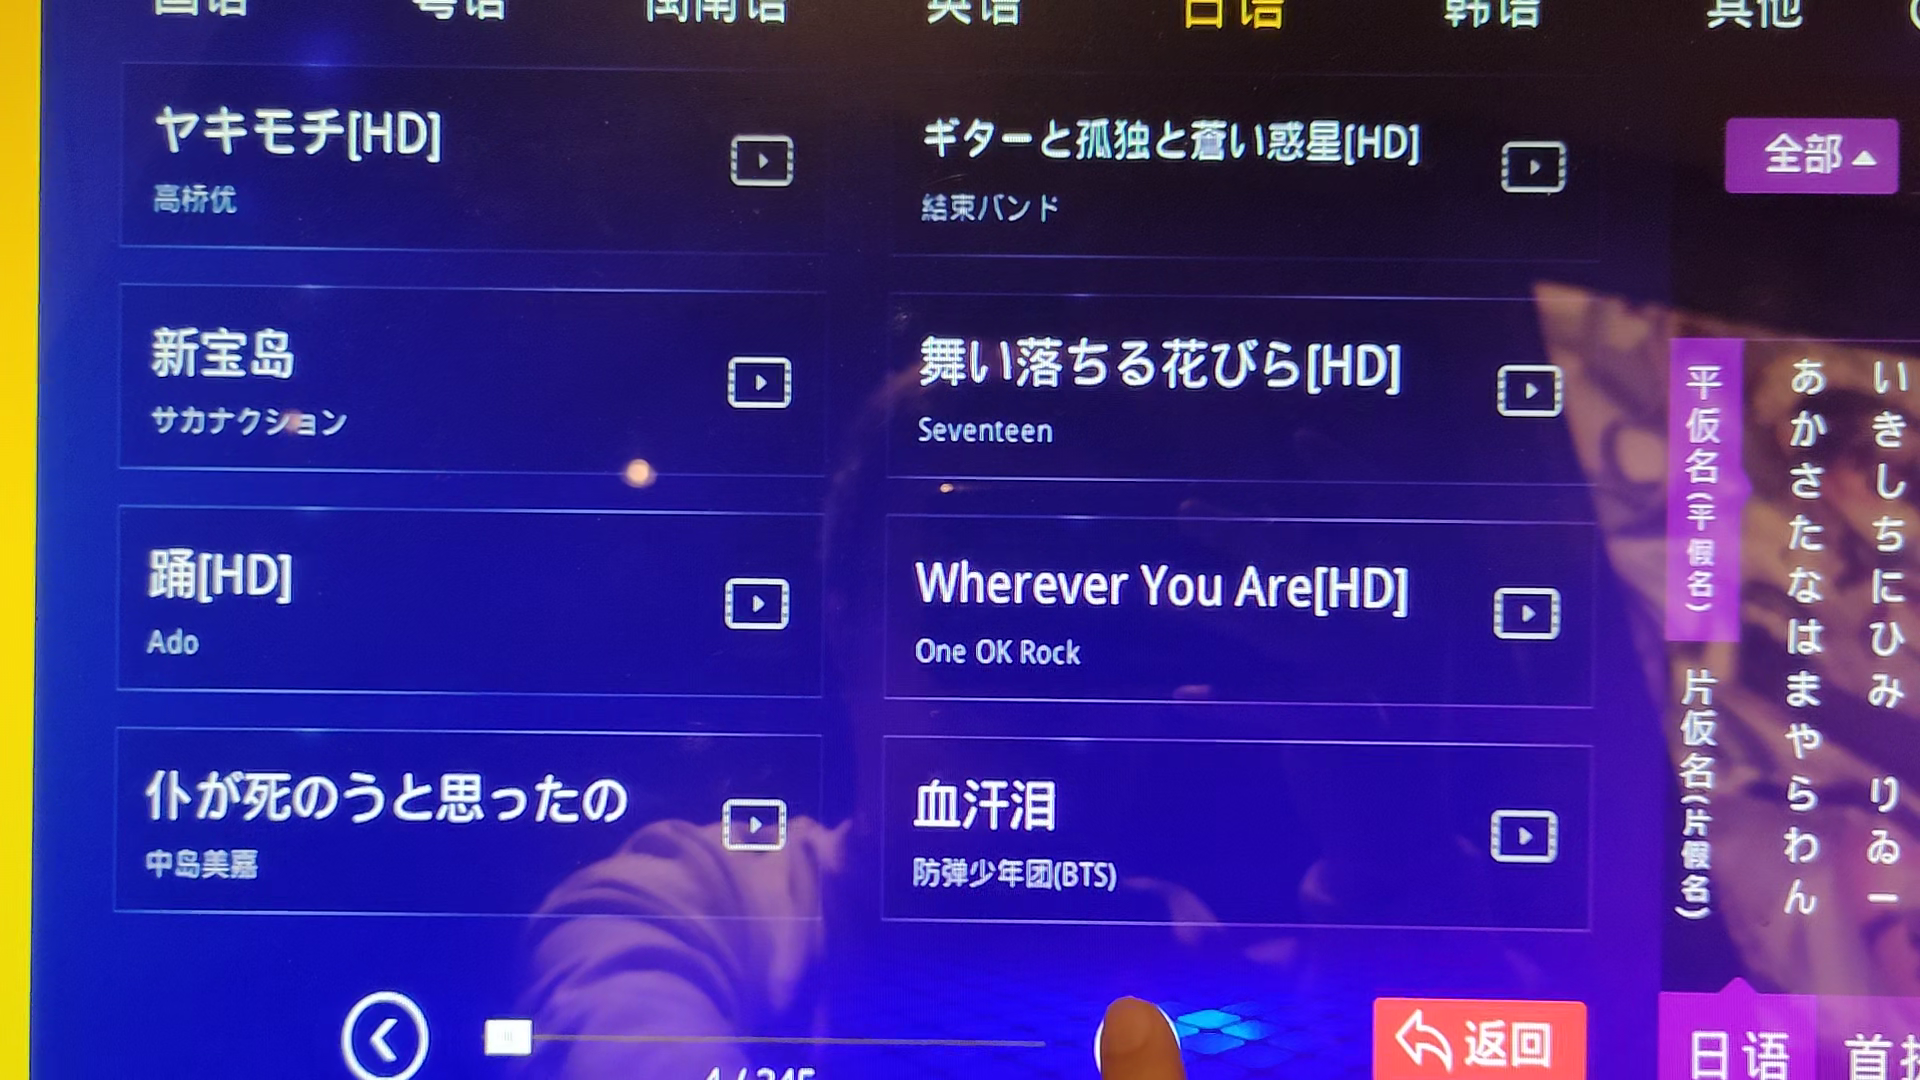 国语 粤语 闽南语 英语 日语 韩语 其他
ヤキモチ[HD]
高桥优
ギターと孤独と蒼い惑星[HD]
結束バンド
全部
新宝岛
サカナクション
舞い落ちる花びら[HD]
Seventeen
踊[HD]
Ado
Wherever You Are[HD]
One OK Rock
仆が死のうと思ったの
中岛美嘉
血汗泪
防弹少年团(BTS)
平仮名(平假名)
片仮名(片假名)
あかさたなはまやらわん
いきしちにひみ りゐー
4/245
返回
日语
首